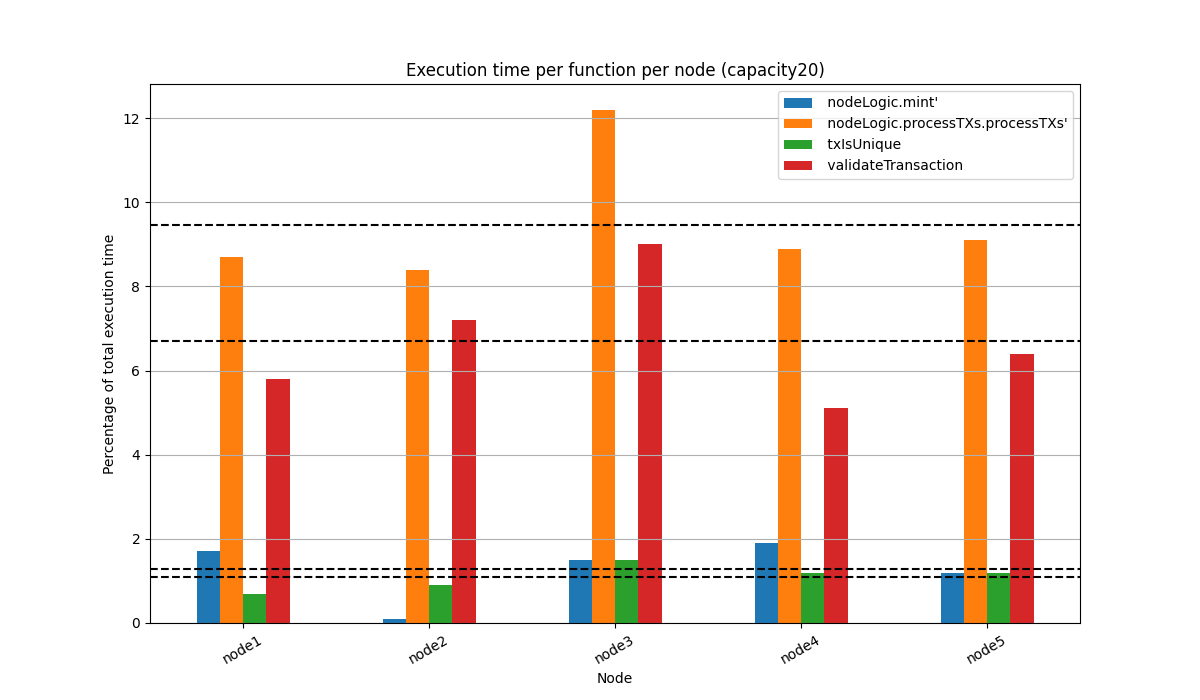 Execution time per function per node (capacity20)
nodeLogic.mint'
nodeLogic.processTXs.processTXs'
txIsUnique
validateTransaction
Percentage of total execution time
12
10
8
6
4
2
0
node1
node2
node3
node4
node5
Node